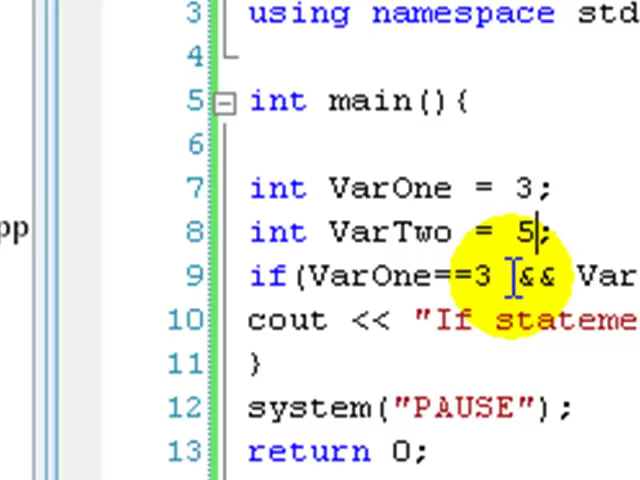 3 using namespace std
4
5 int main(){
6
7 int VarOne = 3;
pp
8 int VarTwo = 5;
9 if(VarOne==3 && Var
10 cout << "If stateme
11 }
12 system("PAUSE");
13 return 0;